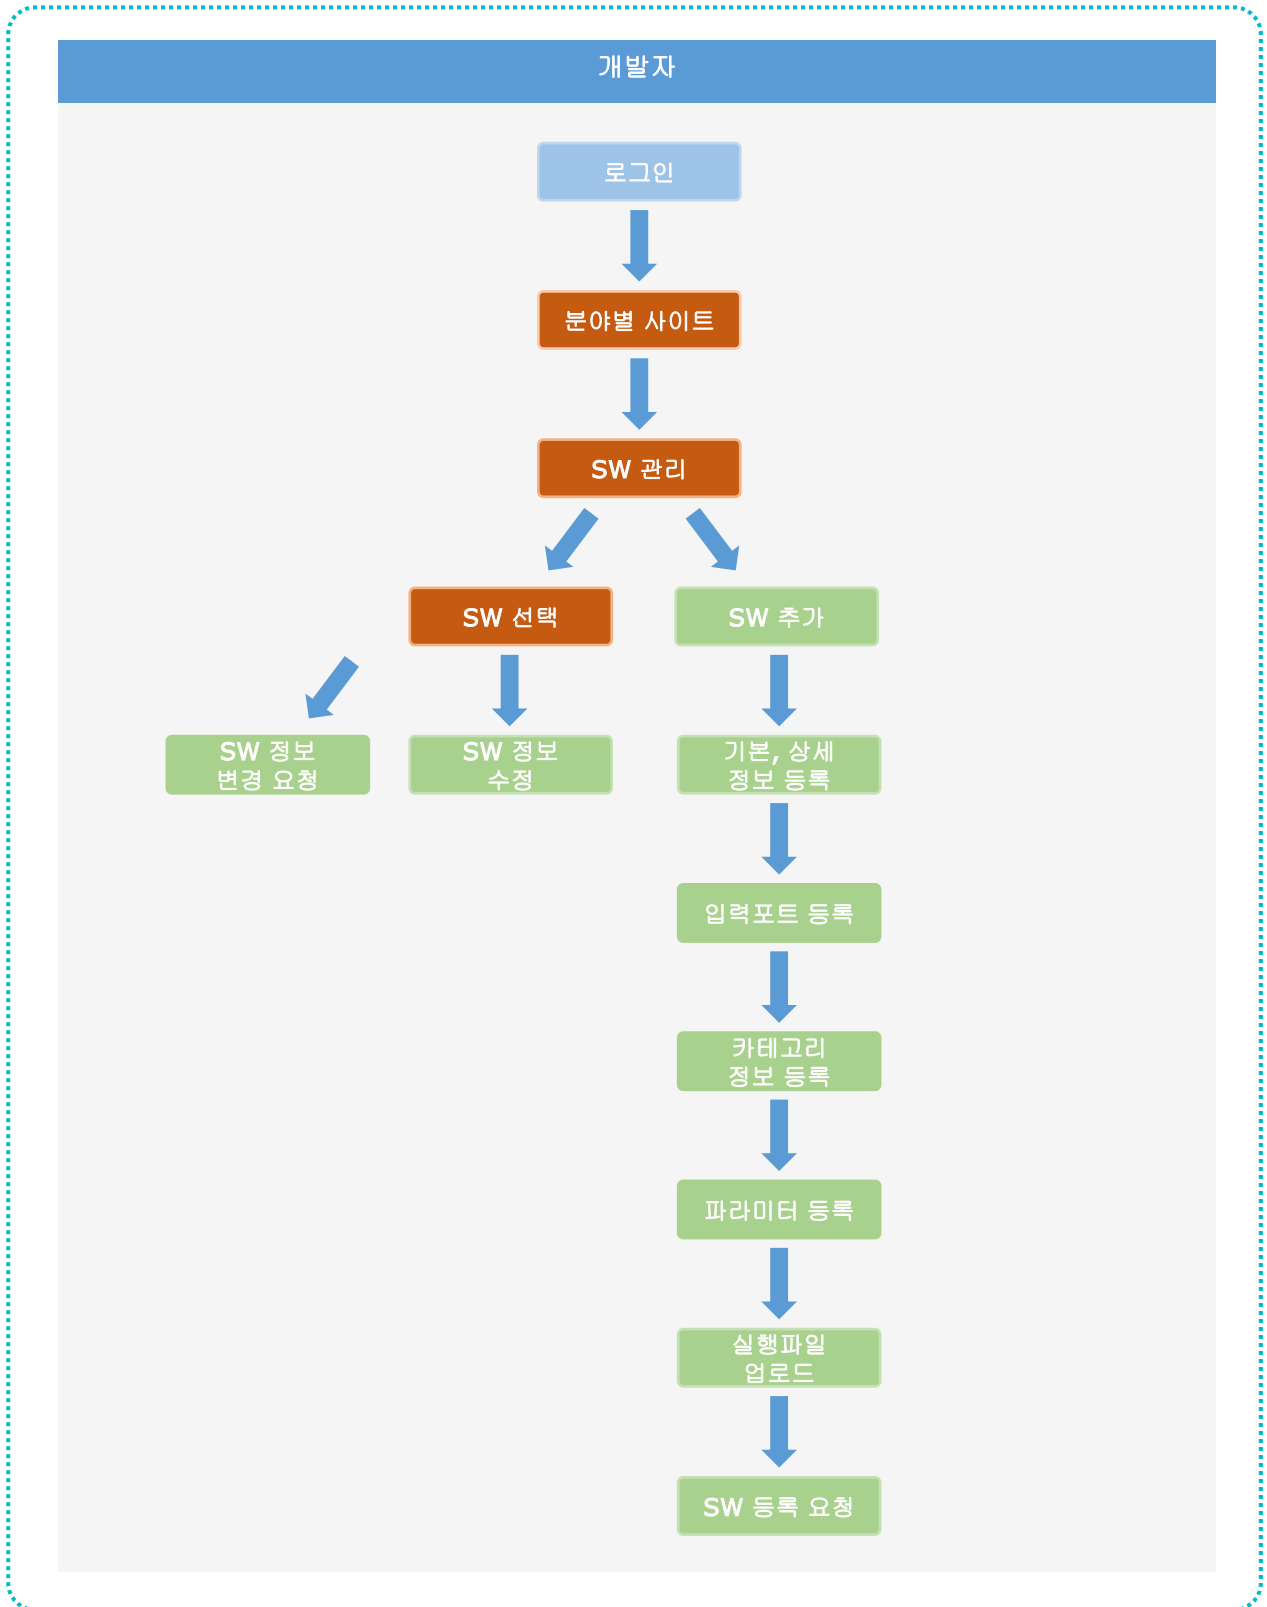 개발자
로그인
분야별 사이트
SW 관리
SW 선택
SW 추가
SW 정보
변경 요청
SW 정보
수정
기본, 상세
정보 등록
입력포트 등록
카테고리
정보 등록
파라미터 등록
실행파일
업로드
SW 등록 요청